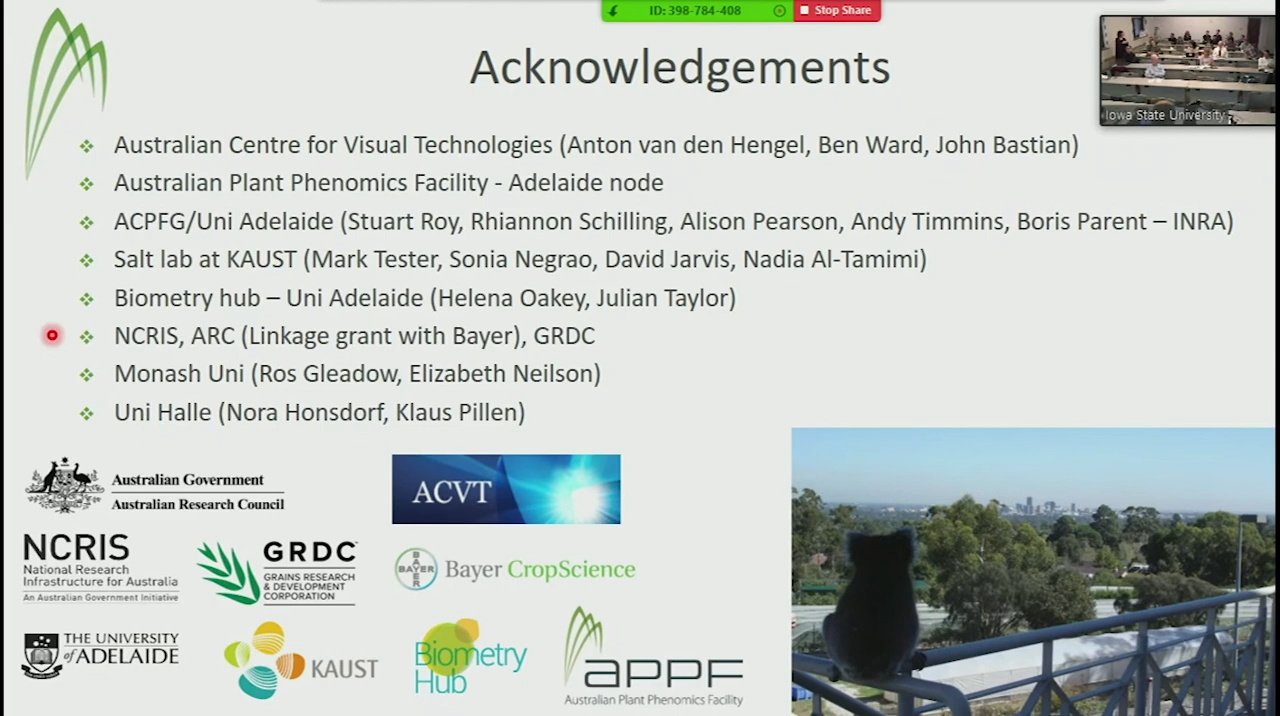 ID: 398-784-408
Stop Share
Acknowledgements
Iowa State University
Australian Centre for Visual Technologies (Anton van den Hengel, Ben Ward, John Bastian)
Australian Plant Phenomics Facility - Adelaide node
ACPFG/Uni Adelaide (Stuart Roy, Rhiannon Schilling, Alison Pearson, Andy Timmins, Boris Parent – INRA)
Salt lab at KAUST (Mark Tester, Sonia Negrao, David Jarvis, Nadia Al-Tamimi)
Biometry hub – Uni Adelaide (Helena Oakey, Julian Taylor)
NCRIS, ARC (Linkage grant with Bayer), GRDC
Monash Uni (Ros Gleadow, Elizabeth Neilson)
Uni Halle (Nora Honsdorf, Klaus Pillen)
Australian Government
Australian Research Council
ACVT
NCRIS
National Research
Infrastructure for Australia
An Australian Government Initiative
GRDC™
GRAINS RESEARCH
& DEVELOPMENT
CORPORATION
BAYER
BAYER
Bayer CropScience
THE UNIVERSITY
of ADELAIDE
KAUST
Biometry
Hub
APPF
Australian Plant Phenomics Facility